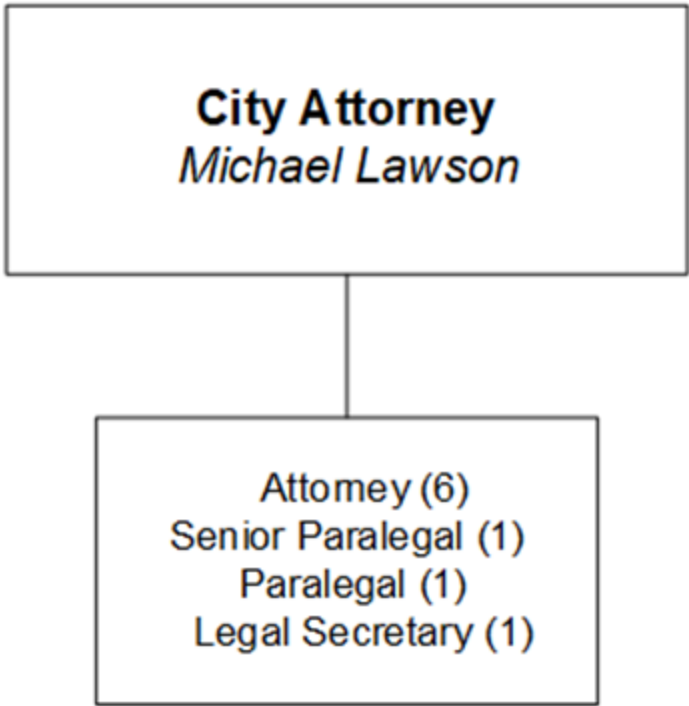 City Attorney
Michael Lawson
Attorney (6)
Senior Paralegal (1)
Paralegal (1)
Legal Secretary (1)